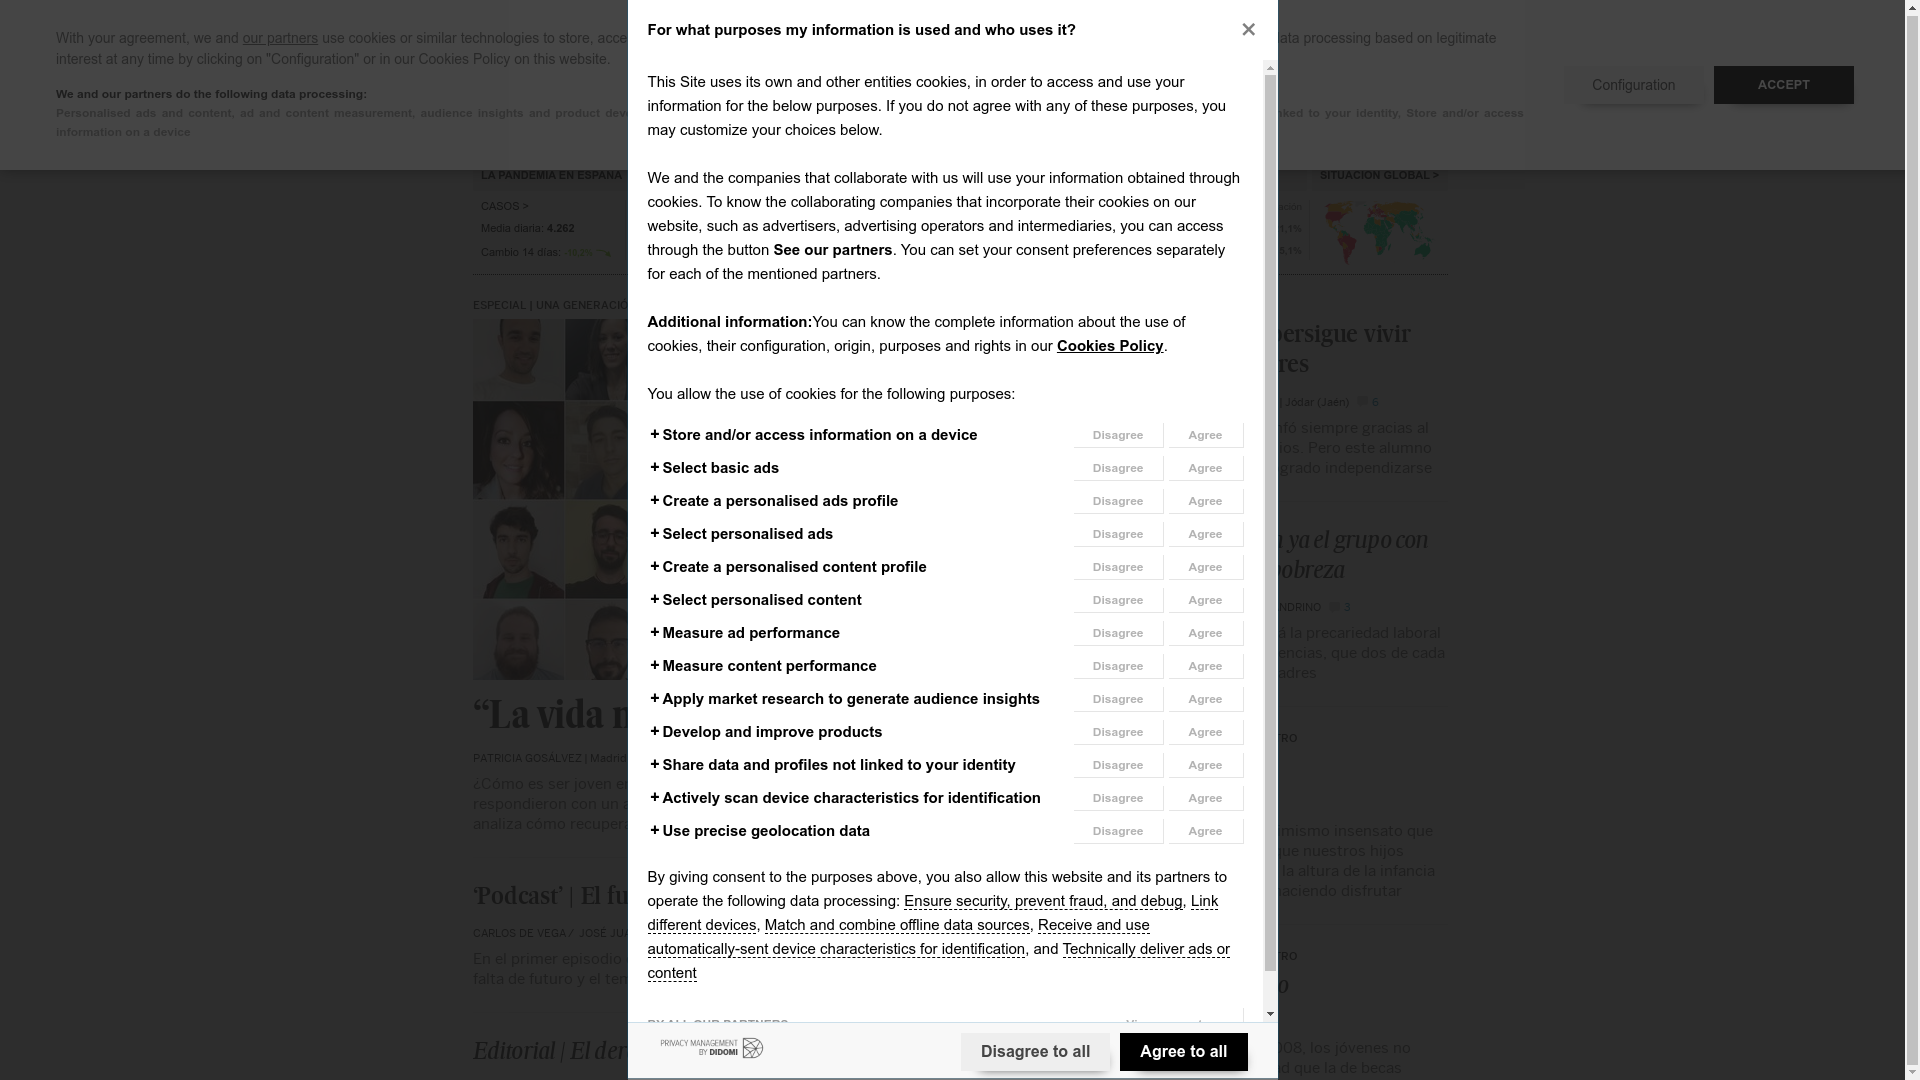 With your agreement, we and our partners use cookies or similar technologies to store, acce
ata processing based on legitimate
interest at any time by clicking on "Configuration" or in our Cookies Policy on this website.
We and our partners do the following data processing:
Personalised ads and content, ad and content measurement, audience insights and product
nked to your identity, Store and/or access
information on a device
Configuration
ACCEPT
For what purposes my information is used and who uses it?
This Site uses its own and other entities cookies, in order to access and use your
information for the below purposes. If you do not agree with any of these purposes, you
may customize your choices below.
We and the companies that collaborate with us will use your information obtained through
cookies. To know the collaborating companies that incorporate their cookies on our
website, such as advertisers, advertising operators and intermediaries, you can access
through the button See our partners. You can set your consent preferences separately
for each of the mentioned partners.
Additional information:You can know the complete information about the use of
cookies, their configuration, origin, purposes and rights in our Cookies Policy.
You allow the use of cookies for the following purposes:
+ Store and/or access information on a device Disagree Agree
+ Select basic ads Disagree Agree
+ Create a personalised ads profile Disagree Agree
+ Select personalised ads Disagree Agree
+ Create a personalised content profile Disagree Agree
+ Select personalised content Disagree Agree
+ Measure ad performance Disagree Agree
+ Measure content performance Disagree Agree
+ Apply market research to generate audience insights Disagree Agree
+ Develop and improve products Disagree Agree
+ Share data and profiles not linked to your identity Disagree Agree
+ Actively scan device characteristics for identification Disagree Agree
+ Use precise geolocation data Disagree Agree
By giving consent to the purposes above, you also allow this website and its partners to
operate the following data processing: Ensure security, prevent fraud, and debug, Link
different devices, Match and combine offline data sources, Receive and use
automatically-sent device characteristics for identification, and Technically deliver ads or
content
BY ALL OUR PARTNERS
PRIVACY MANAGEMENT
BY DIDOMI
Disagree to all
Agree to all
LA PANDEMIA EN ESPAÑA
CASOS >
Media diaria: 4.262
Cambio 14 días:
SITUACIÓN GLOBAL >
1,1%
5,1%
ESPECIAL | UNA GENERACIÓ
“La vida
PATRICIA GOSÁLVEZ | Madrid
¿Cómo es ser joven e
respondieron con un
analiza cómo recuper
‘Podcast’ | El fu
CARLOS DE VEGA / JOSÉ JUA
En el primer episodio
falta de futuro y el te
Editorial | El der
persigue vivir
res
| Jódar (Jaén) 6
fó siempre gracias al
ios. Pero este alumno
grado independizarse
ya el grupo con
pobreza
NDRINO 3
á la precariedad laboral
encias, que dos de cada
adres
TRO
mismo insensato que
que nuestros hijos
la altura de la infancia
haciendo disfrutar
TRO
o
008, los jóvenes no
d que la de becas